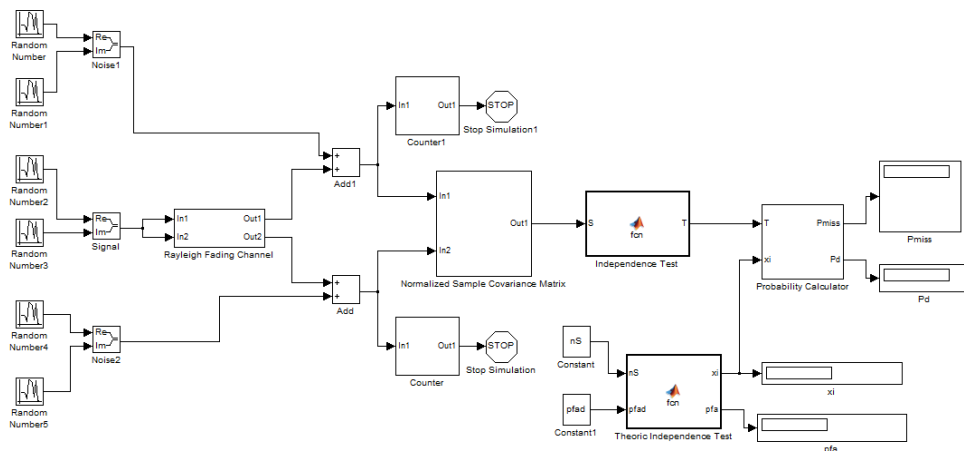 Random
Number
Re
Im
Noise1
Random
Number1
In1
Out1
Counter1
STOP
Stop Simulation1
+
+
Add1
Random
Number2
Re
Im
Signal
Random
Number3
In1
In2
Out1
Out2
Rayleigh Fading Channel
In1
In2
Out1
Normalized Sample Covariance Matrix
S
fcn
T
Independence Test
T
xi
Pmiss
Pd
Probability Calculator
Pmiss
Pd
+
+
Add
Random
Number4
Re
Im
Noise2
Random
Number5
In1
Out1
Counter
STOP
Stop Simulation
nS
Constant
pfad
Constant1
nS
pfad
fcn
xi
pfa
Theoric Independence Test
xi
pfa